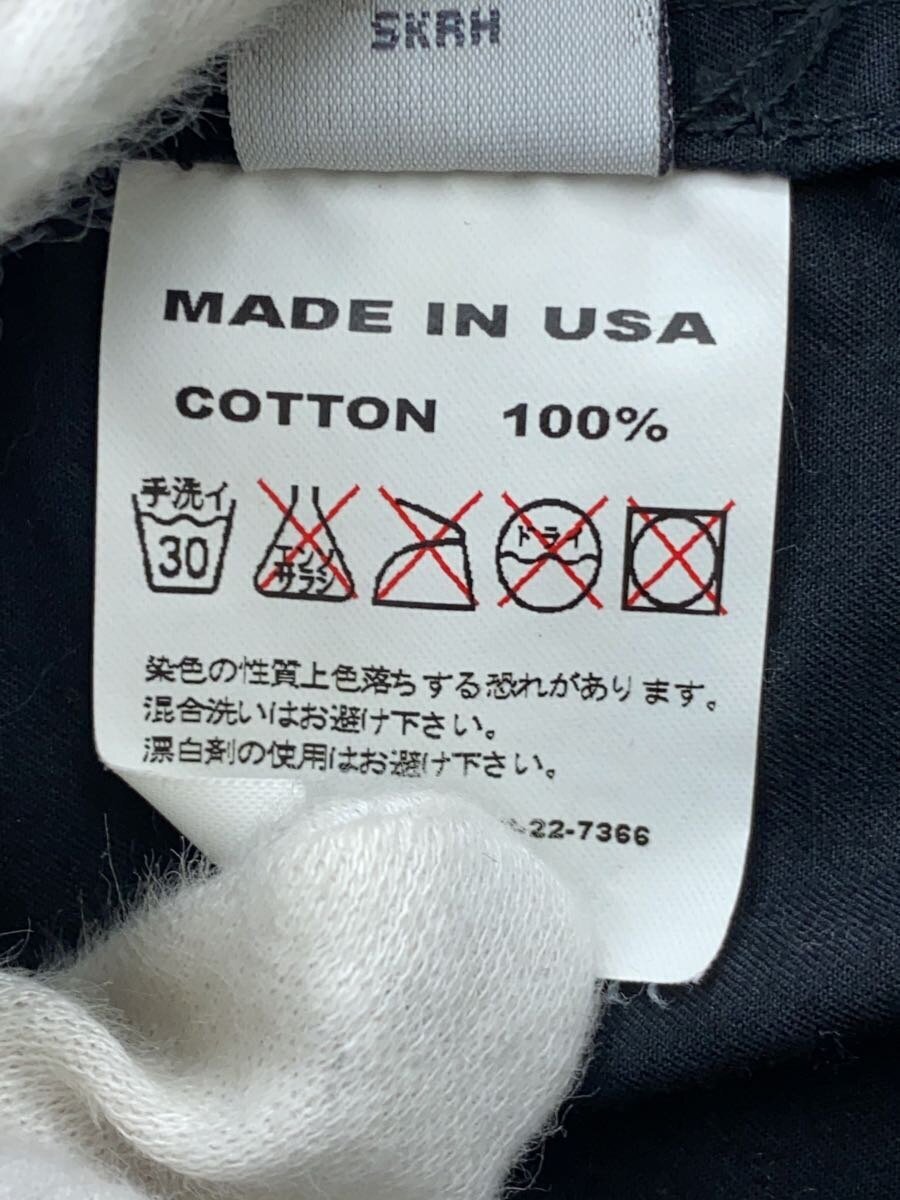 SKRH
MADE IN USA
COTTON 100%
手洗イ
30
エンソ
サラシ
ドライ
染色の性質上色落ちする恐れがあります。
混合洗いはお避け下さい。
漂白剤の使用はお避け下さい。
-22-7366